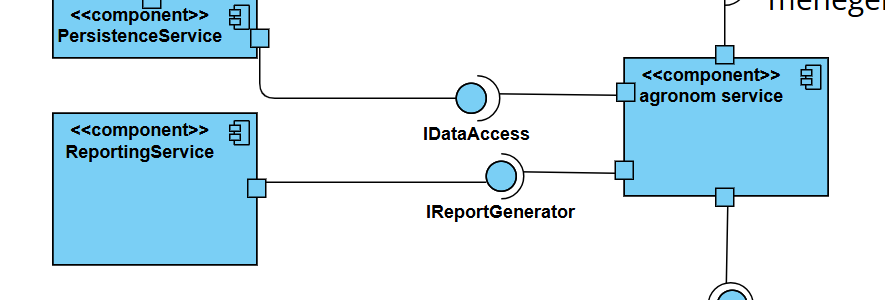 <<component>>
PersistenceService
<<component>>
agronom service
IDataAccess
<<component>>
ReportingService
IReportGenerator